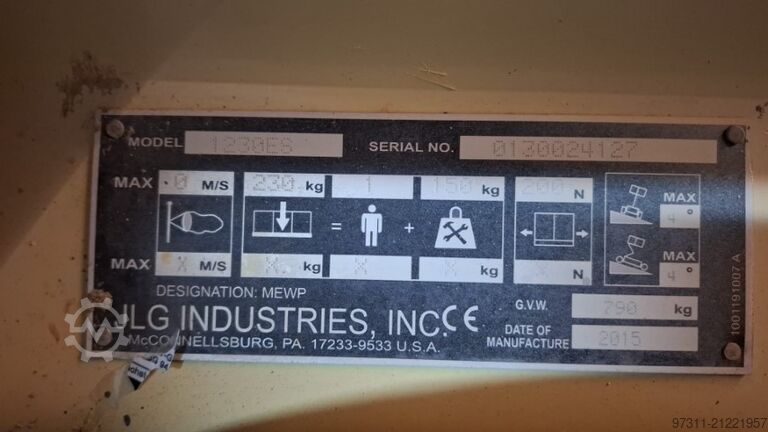 MODEL 1230ES SERIAL NO. 0130024127
MAX 0 M/S 230 kg 1 150 kg 200 N MAX 4°
= +
MAX X M/S X kg X X kg X N MAX 4°
DESIGNATION: MEWP
JLG INDUSTRIES, INC. CE
McCONNELLSBURG, PA. 17233-9533 U.S.A.
G.V.W. 790 kg
DATE OF
MANUFACTURE 2015
1001191007 A
97311-21221957